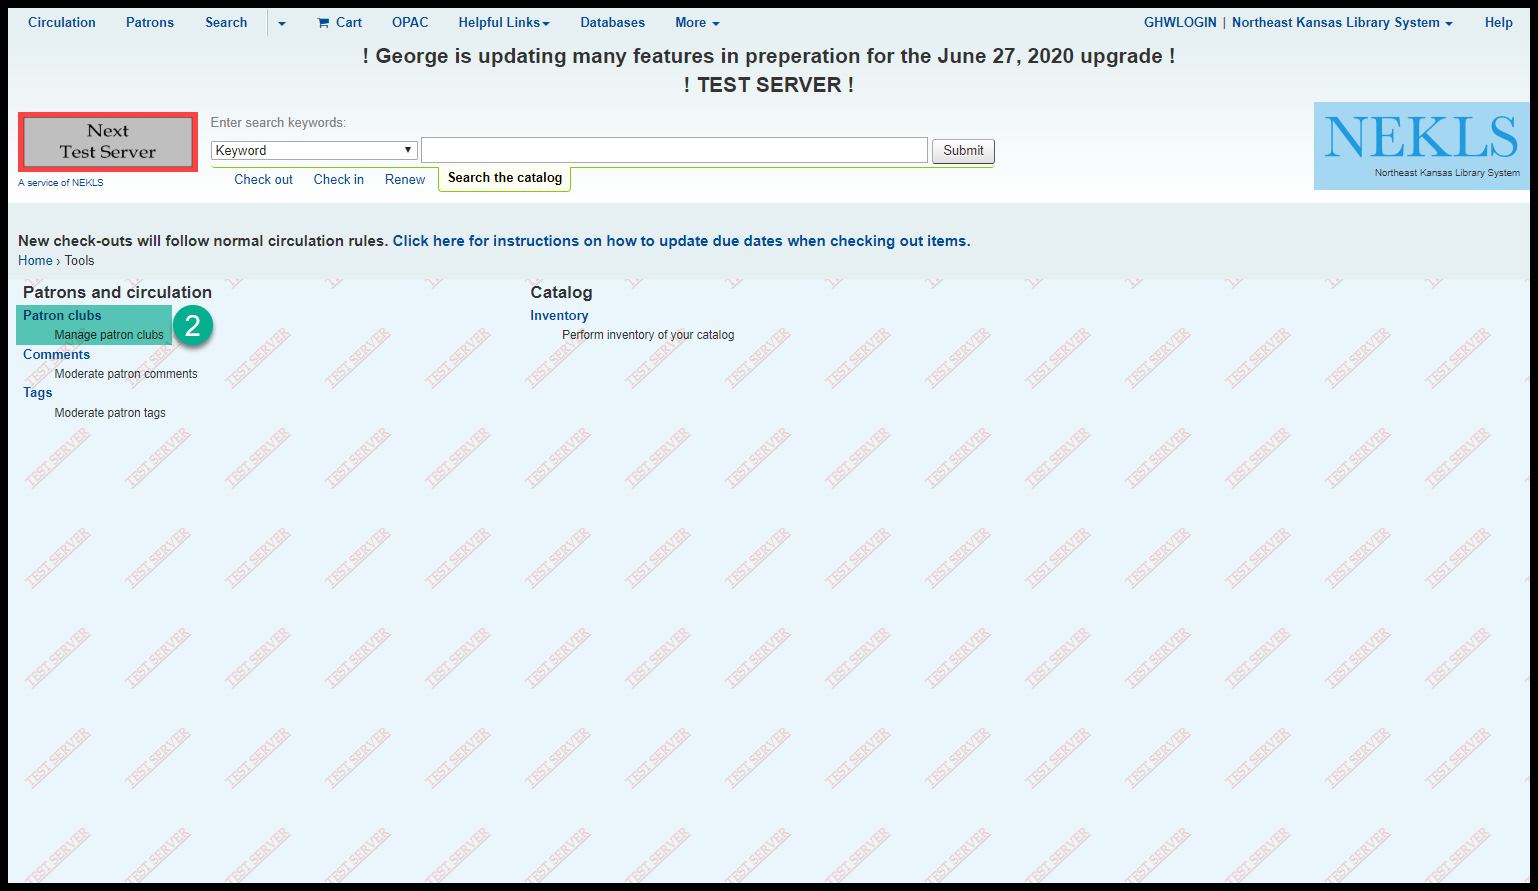 Circulation Patrons Search Cart OPAC Helpful Links Databases More GHWLOGIN | Northeast Kansas Library System Help
! George is updating many features in preperation for the June 27, 2020 upgrade !
! TEST SERVER !
Next
Test Server
A service of NEKLS
Enter search keywords:
Keyword
Submit
Check out Check in Renew Search the catalog
NEKLS
Northeast Kansas Library System
New check-outs will follow normal circulation rules. Click here for instructions on how to update due dates when checking out items.
Home › Tools
Patrons and circulation
Patron clubs
Manage patron clubs
2
Comments
Moderate patron comments
Tags
Moderate patron tags
Catalog
Inventory
Perform inventory of your catalog
TEST SERVER